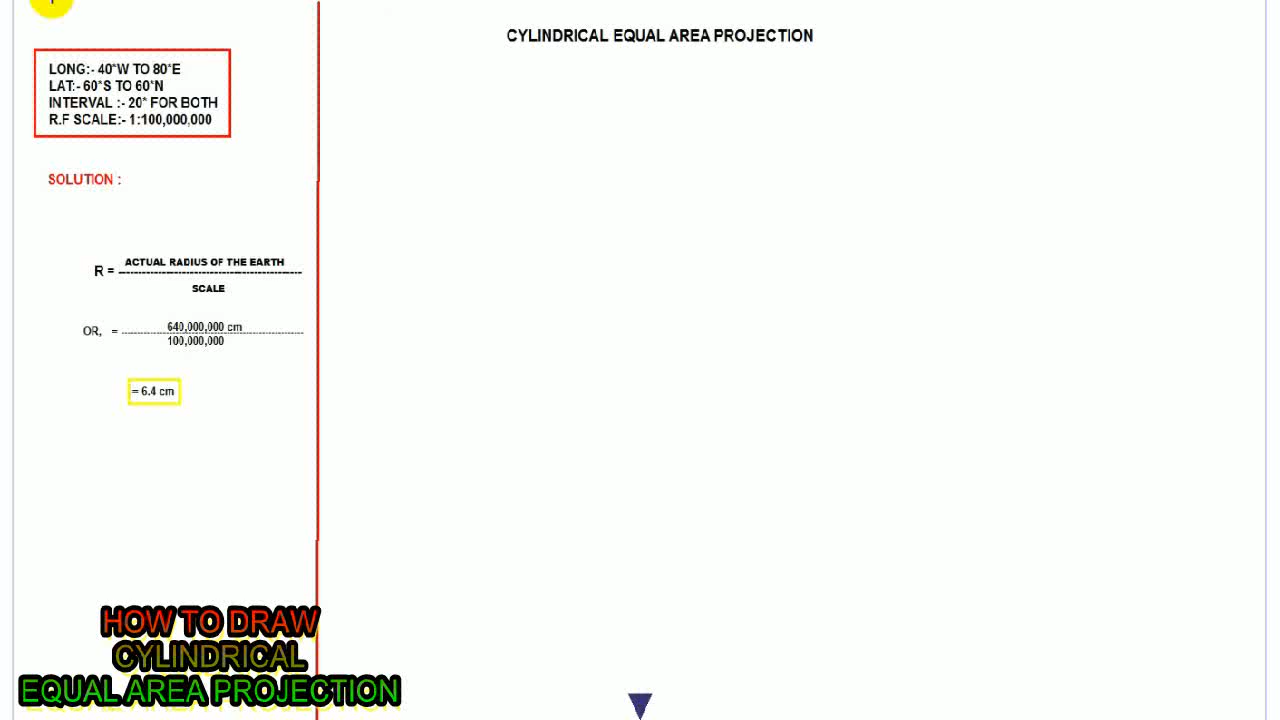 CYLINDRICAL EQUAL AREA PROJECTION
LONG:- 40°W TO 80°E
LAT:- 60°S TO 60°N
INTERVAL :- 20° FOR BOTH
R.F SCALE:- 1:100,000,000
SOLUTION :
R = ACTUAL RADIUS OF THE EARTH
SCALE
OR, = 640,000,000 cm
100,000,000
= 6.4 cm
HOW TO DRAW
CYLINDRICAL
EQUAL AREA PROJECTION